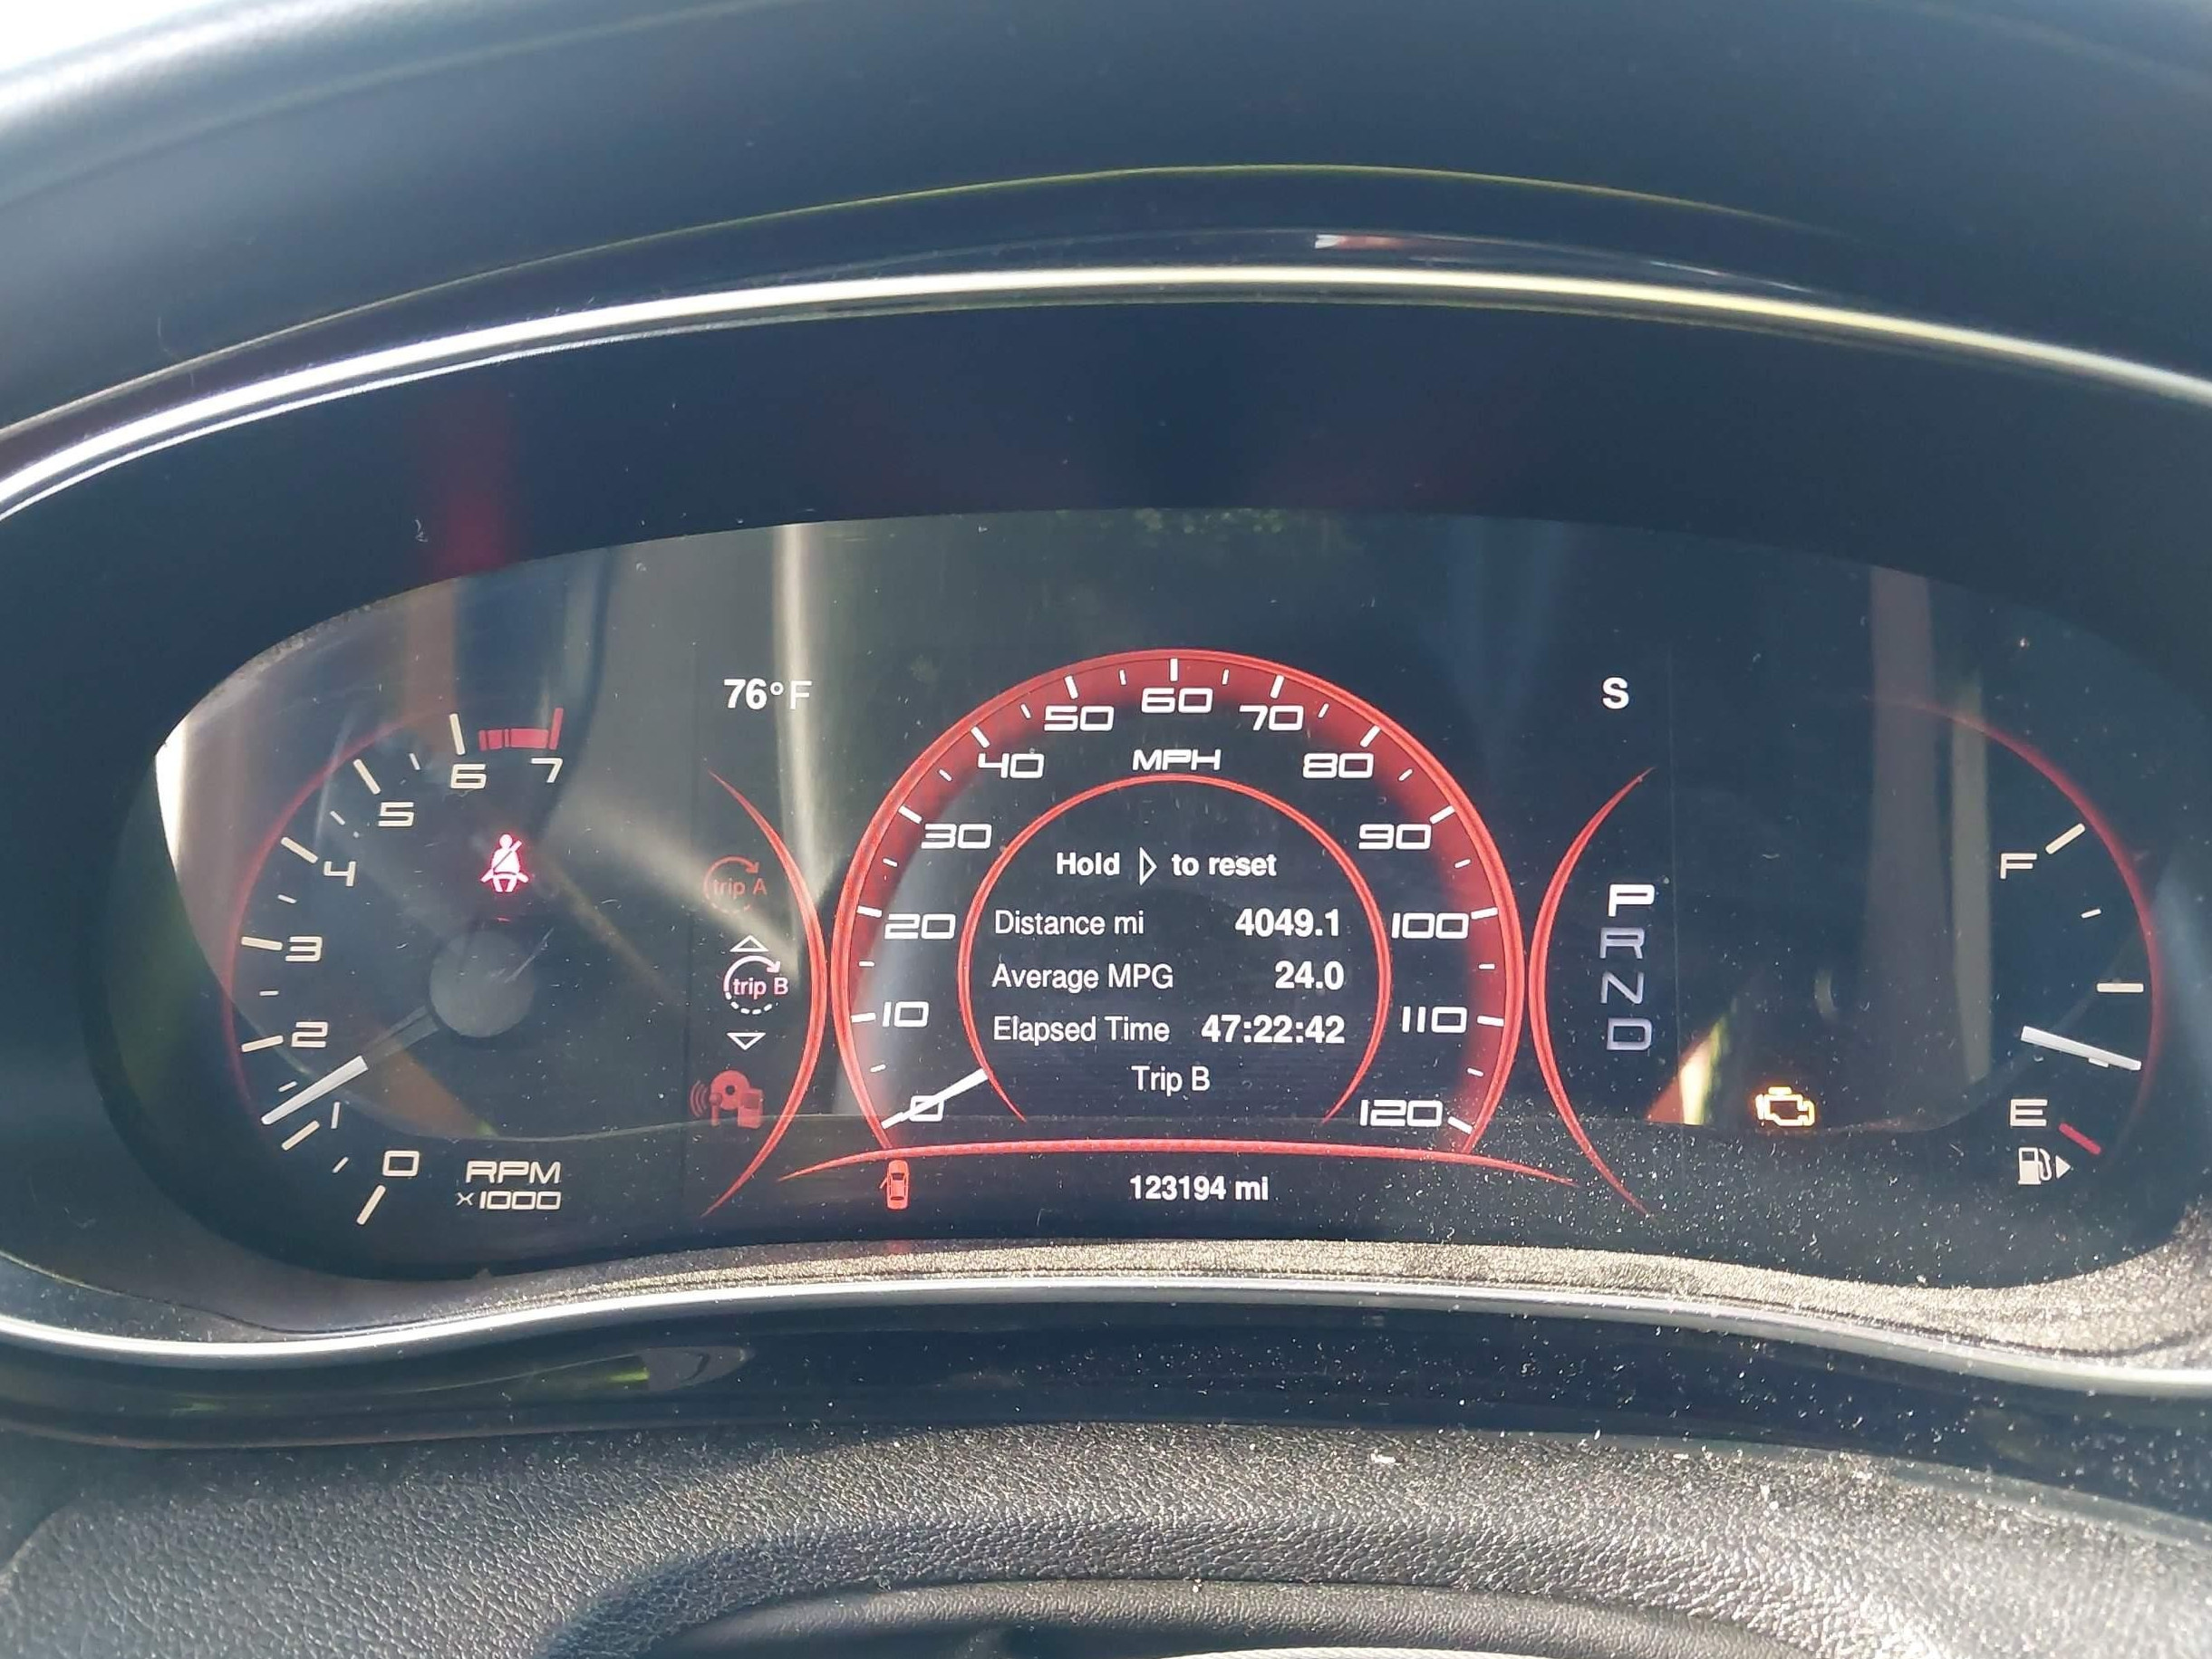 76°F
S
0
1
2
3
4
5
6
7
RPM
x1000
trip A
trip B
0
10
20
30
40
50
60
70
80
90
100
110
120
MPH
Hold ▷ to reset
Distance mi 4049.1
Average MPG 24.0
Elapsed Time 47:22:42
Trip B
123194 mi
P
R
N
D
F
E